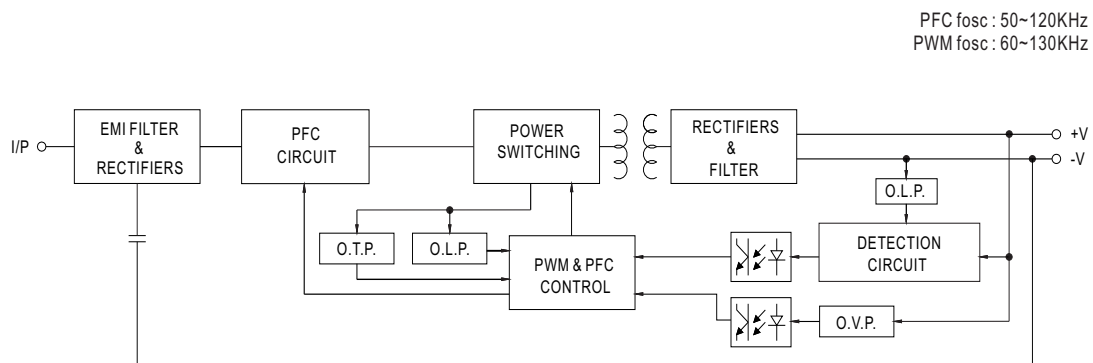 PFC fosc : 50~120KHz
PWM fosc : 60~130KHz
I/P
EMI FILTER
&
RECTIFIERS
PFC
CIRCUIT
POWER
SWITCHING
RECTIFIERS
&
FILTER
+V
-V
O.L.P.
O.T.P.
O.L.P.
PWM & PFC
CONTROL
DETECTION
CIRCUIT
O.V.P.